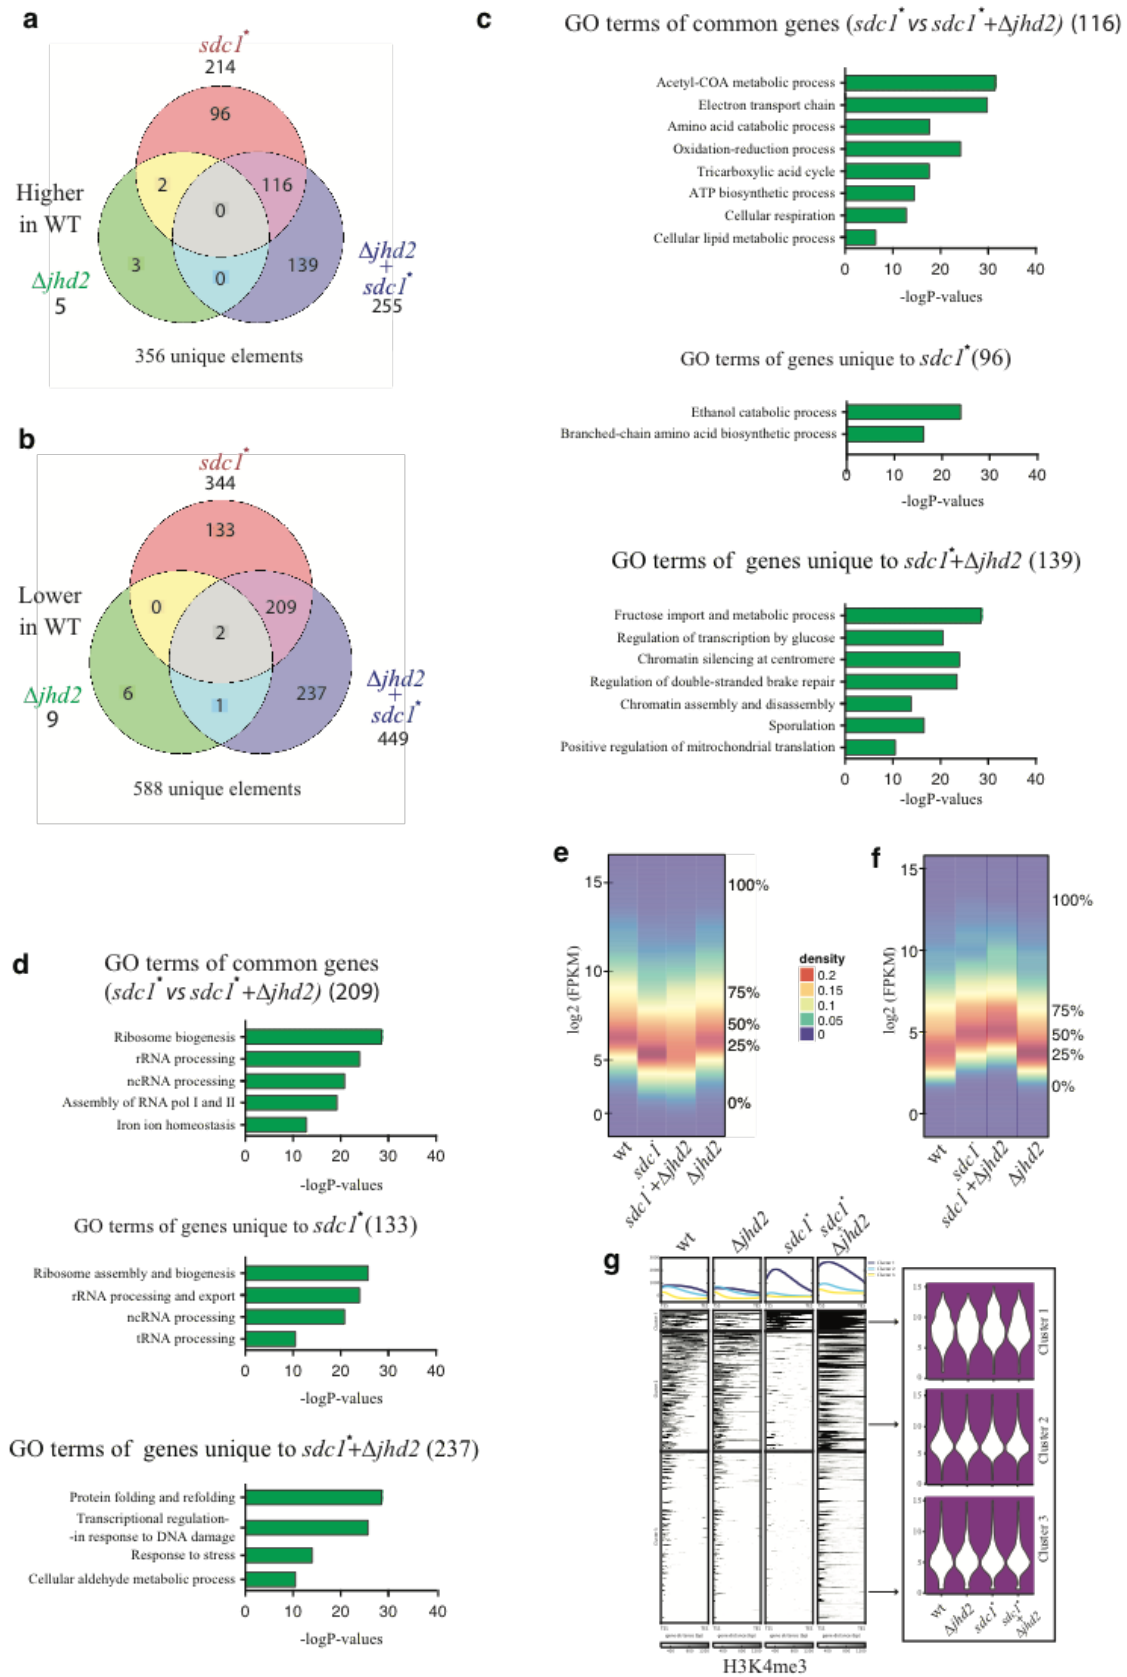 a
sdc1*
214
96
2
116
0
Higher
in WT
3
0
139
Δjhd2
5
Δjhd2
+
sdc1*
255
356 unique elements
b
sdc1*
344
133
0
209
2
Lower
in WT
6
1
237
Δjhd2
9
Δjhd2
+
sdc1*
449
588 unique elements
c
GO terms of common genes (sdc1* vs sdc1*+Δjhd2) (116)
Acetyl-COA metabolic process
Electron transport chain
Amino acid catabolic process
Oxidation-reduction process
Tricarboxylic acid cycle
ATP biosynthetic process
Cellular respiration
Cellular lipid metabolic process
0 10 20 30 40
-logP-values
GO terms of genes unique to sdc1*(96)
Ethanol catabolic process
Branched-chain amino acid biosynthetic process
0 10 20 30 40
-logP-values
GO terms of genes unique to sdc1*+Δjhd2 (139)
Fructose import and metabolic process
Regulation of transcription by glucose
Chromatin silencing at centromere
Regulation of double-stranded brake repair
Chromatin assembly and disassembly
Sporulation
Positive regulation of mitrochondrial translation
0 10 20 30 40
-logP-values
d
GO terms of common genes
(sdc1* vs sdc1*+Δjhd2) (209)
Ribosome biogenesis
rRNA processing
ncRNA processing
Assembly of RNA pol I and II
Iron ion homeostasis
0 10 20 30 40
-logP-values
GO terms of genes unique to sdc1*(133)
Ribosome assembly and biogenesis
rRNA processing and export
ncRNA processing
tRNA processing
0 10 20 30 40
-logP-values
GO terms of genes unique to sdc1*+Δjhd2 (237)
Protein folding and refolding
Transcriptional regulation-
-in response to DNA damage
Response to stress
Cellular aldehyde metabolic process
0 10 20 30 40
-logP-values
e
log2 (FPKM)
15
10
5
0
100%
75%
50%
25%
0%
wt
sdc1*
sdc1*+Δjhd2
Δjhd2
density
0.2
0.15
0.1
0.05
0
f
log2 (FPKM)
15
10
5
0
100%
75%
50%
25%
0%
wt
sdc1*
sdc1*+Δjhd2
Δjhd2
g
wt
Δjhd2
sdc1*
sdc1*
Δjhd2
H3K4me3
15
10
5
0
Cluster 1
15
10
5
0
Cluster 2
15
10
5
0
Cluster 3
wt
Δjhd2
sdc1*
sdc1*
+
Δjhd2